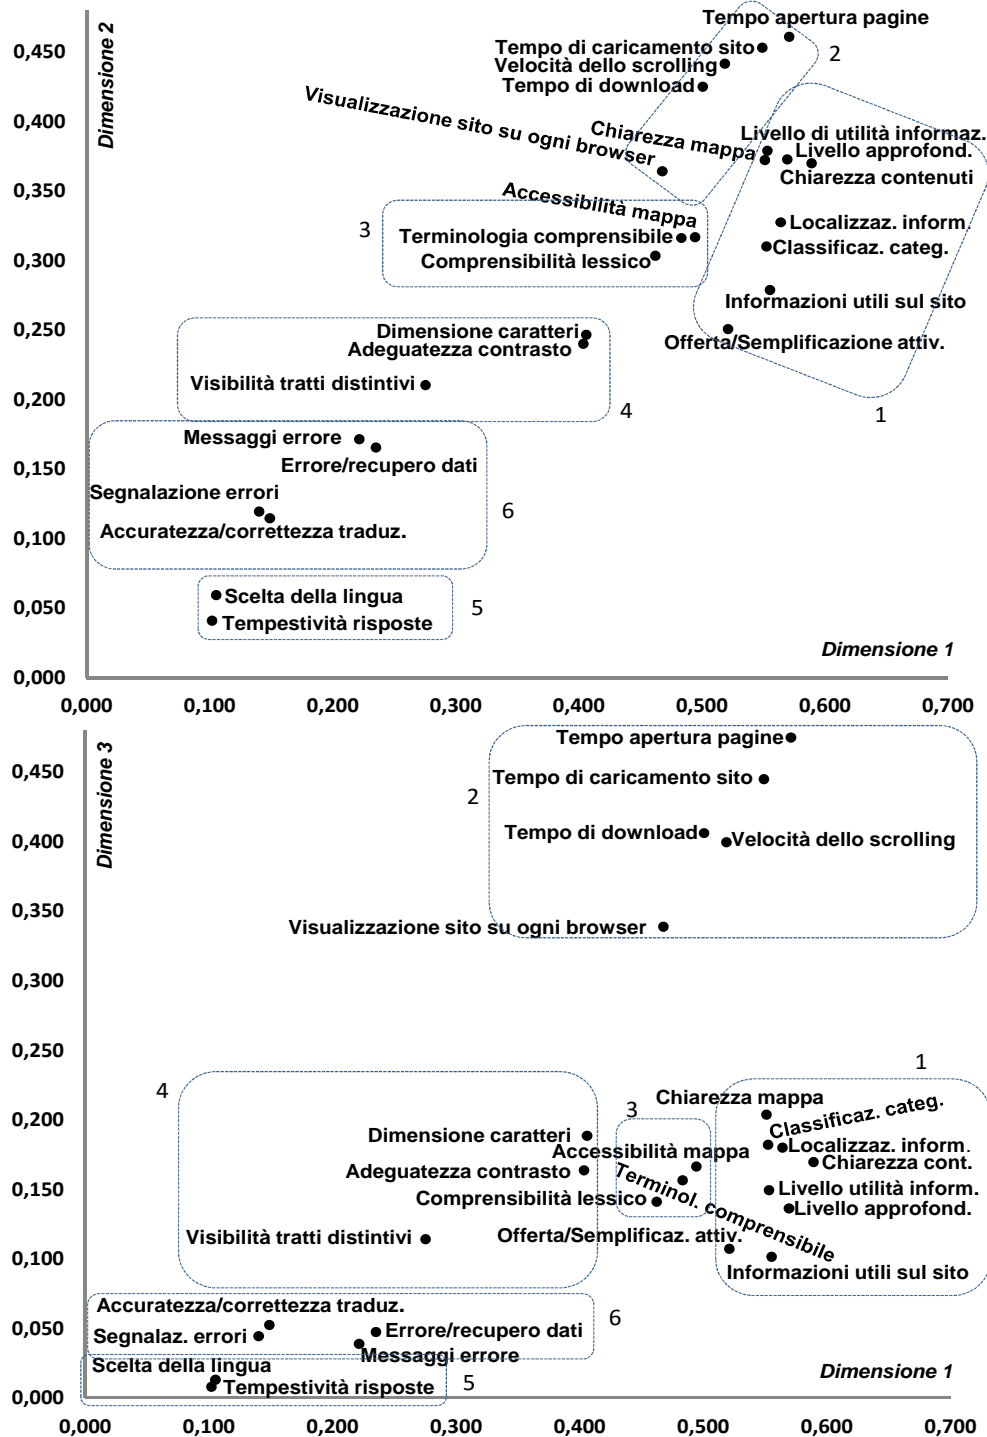 Dimensione 2
Tempo apertura pagine
0,450
Tempo di caricamento sito
2
Velocità dello scrolling
Tempo di download
Visualizzazione sito su ogni browser
0,400
Chiarezza mappa
Livello di utilità informaz.
Livello approfond.
Chiarezza contenuti
0,350
Accessibilità mappa
3
Localizzaz. inform.
Terminologia comprensibile
Classificaz. categ.
Comprensibilità lessico
0,300
Informazioni utili sul sito
0,250
Dimensione caratteri
Offerta/Semplificazione attiv.
Adeguatezza contrasto
Visibilità tratti distintivi
0,200
4
1
Messaggi errore
0,150
Errore/recupero dati
Segnalazione errori
6
Accuratezza/correttezza traduz.
0,100
Scelta della lingua
5
0,050
Tempestività risposte
Dimensione 1
0,000
0,000 0,100 0,200 0,300 0,400 0,500 0,600 0,700
Dimensione 3
Tempo apertura pagine
0,450
Tempo di caricamento sito
2
Tempo di download
Velocità dello scrolling
0,400
0,350
Visualizzazione sito su ogni browser
0,300
0,250
1
4
Chiarezza mappa
3
Classificaz. categ.
0,200
Dimensione caratteri
Localizzaz. inform.
Accessibilità mappa
Chiarezza cont.
Adeguatezza contrasto
Terminol. comprensibile
0,150
Livello utilità inform.
Comprensibilità lessico
Livello approfond.
Visibilità tratti distintivi
Offerta/Semplificaz. attiv.
0,100
Informazioni utili sul sito
Accuratezza/correttezza traduz.
6
0,050
Segnalaz. errori
Errore/recupero dati
Messaggi errore
Scelta della lingua
Dimensione 1
5
Tempestività risposte
0,000
0,000 0,100 0,200 0,300 0,400 0,500 0,600 0,700